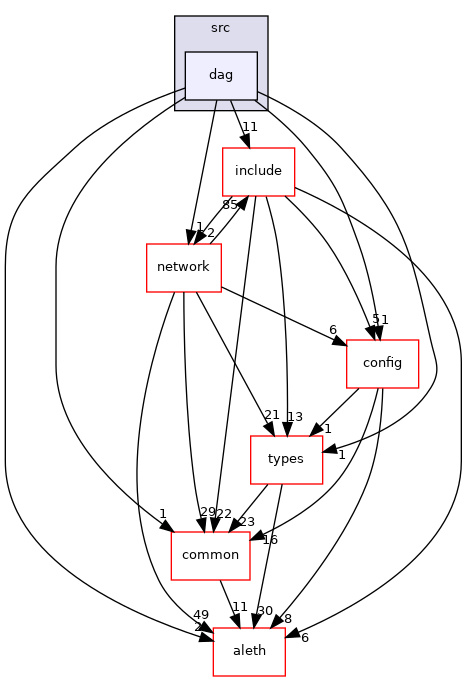 src
dag
11
include
85
1
2
network
6
51
config
21
13
1
1
types
1
29
22
23
16
common
49
11
30
8
6
aleth